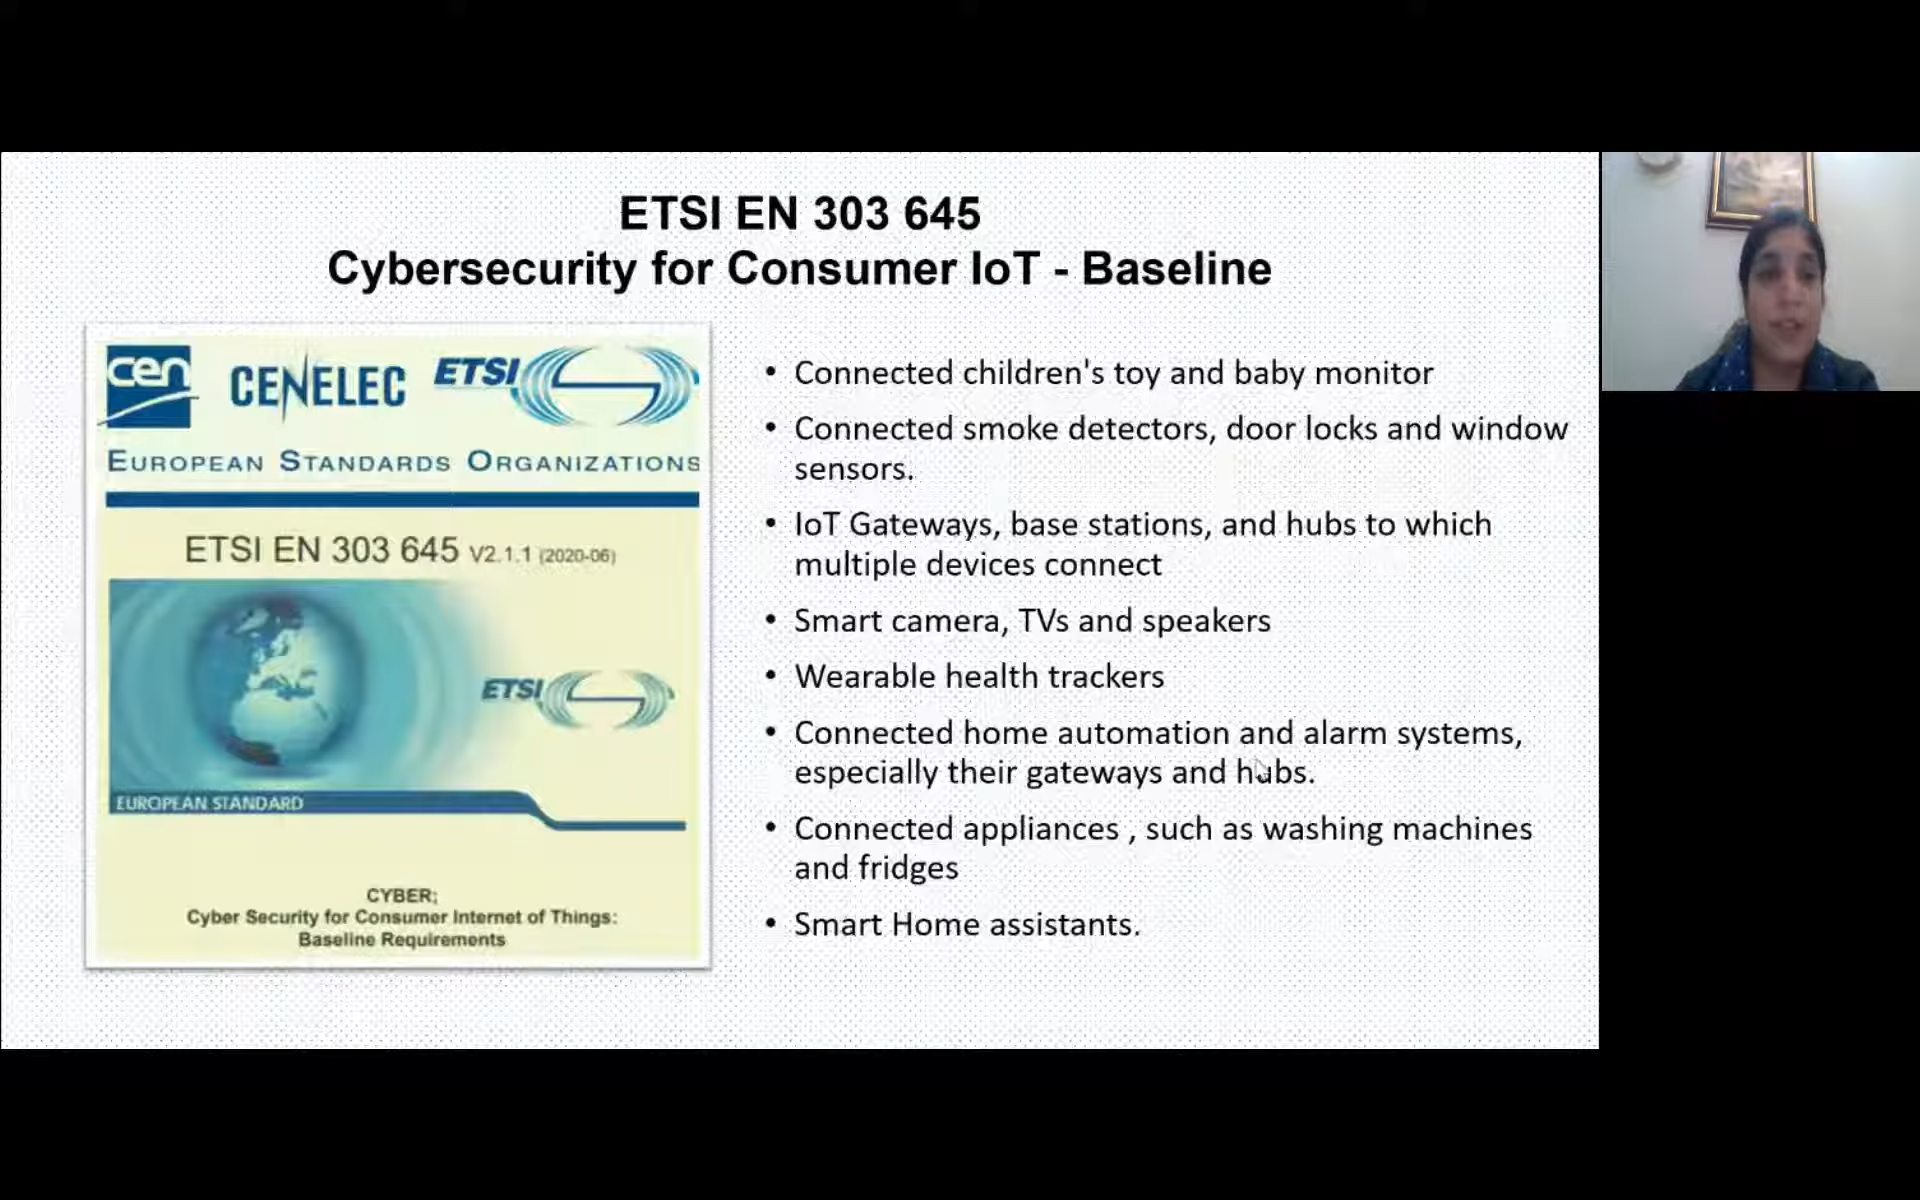 ETSI EN 303 645
Cybersecurity for Consumer IoT - Baseline
cen
CENELEC
ETSI
EUROPEAN STANDARDS ORGANIZATIONS
ETSI EN 303 645 V2.1.1 (2020-06)
ETSI
EUROPEAN STANDARD
CYBER;
Cyber Security for Consumer Internet of Things:
Baseline Requirements
• Connected children's toy and baby monitor
• Connected smoke detectors, door locks and window
sensors.
• IoT Gateways, base stations, and hubs to which
multiple devices connect
• Smart camera, TVs and speakers
• Wearable health trackers
• Connected home automation and alarm systems,
especially their gateways and hubs.
• Connected appliances , such as washing machines
and fridges
• Smart Home assistants.